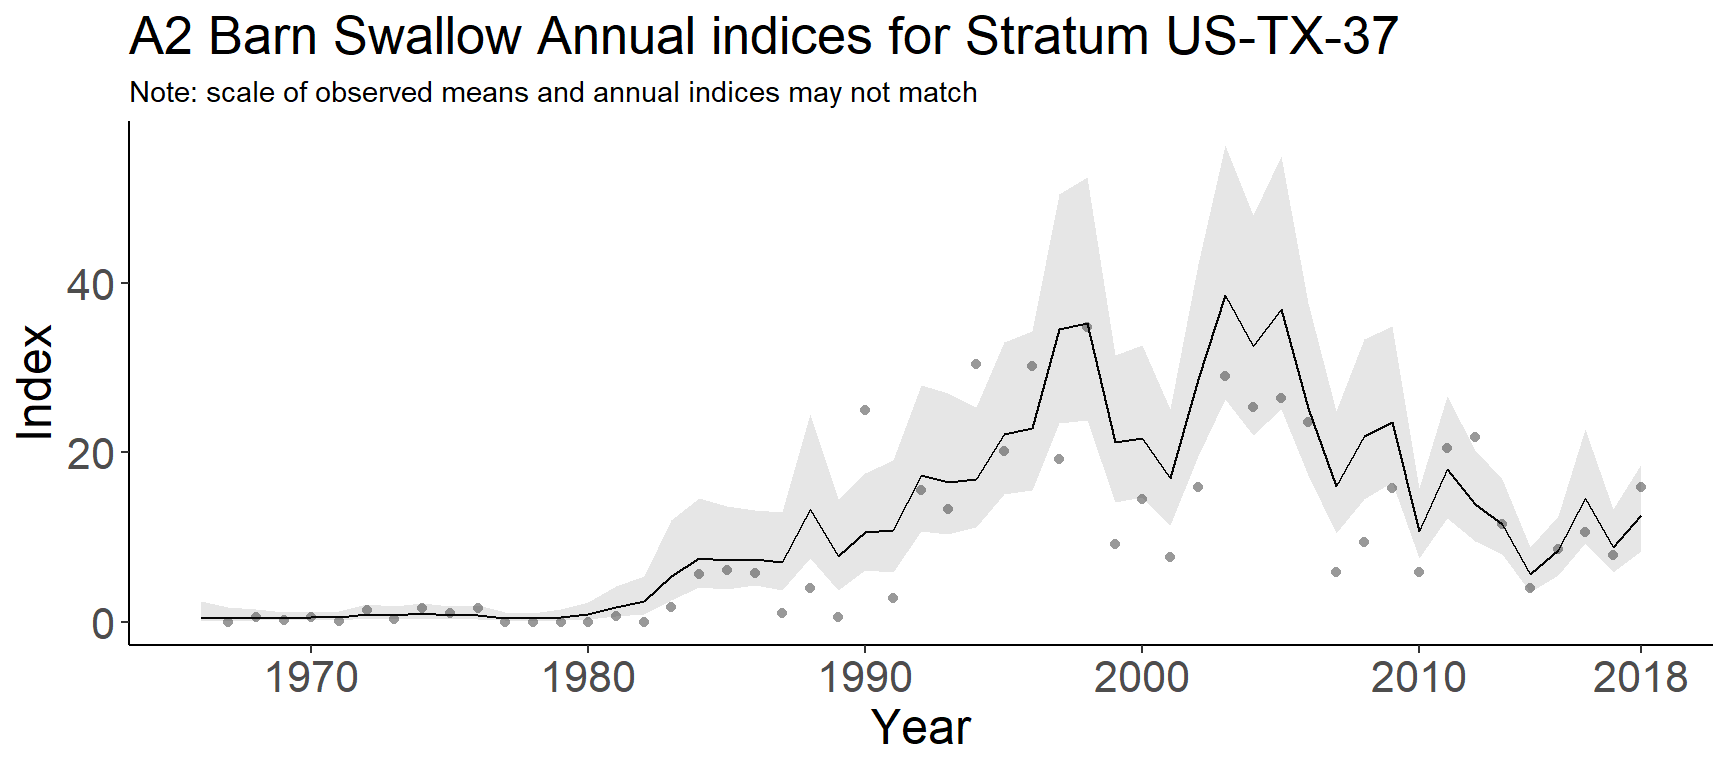 A2 Barn Swallow Annual indices for Stratum US-TX-37
Note: scale of observed means and annual indices may not match
40
20
0
Index
1970 1980 1990 2000 2010 2018
Year